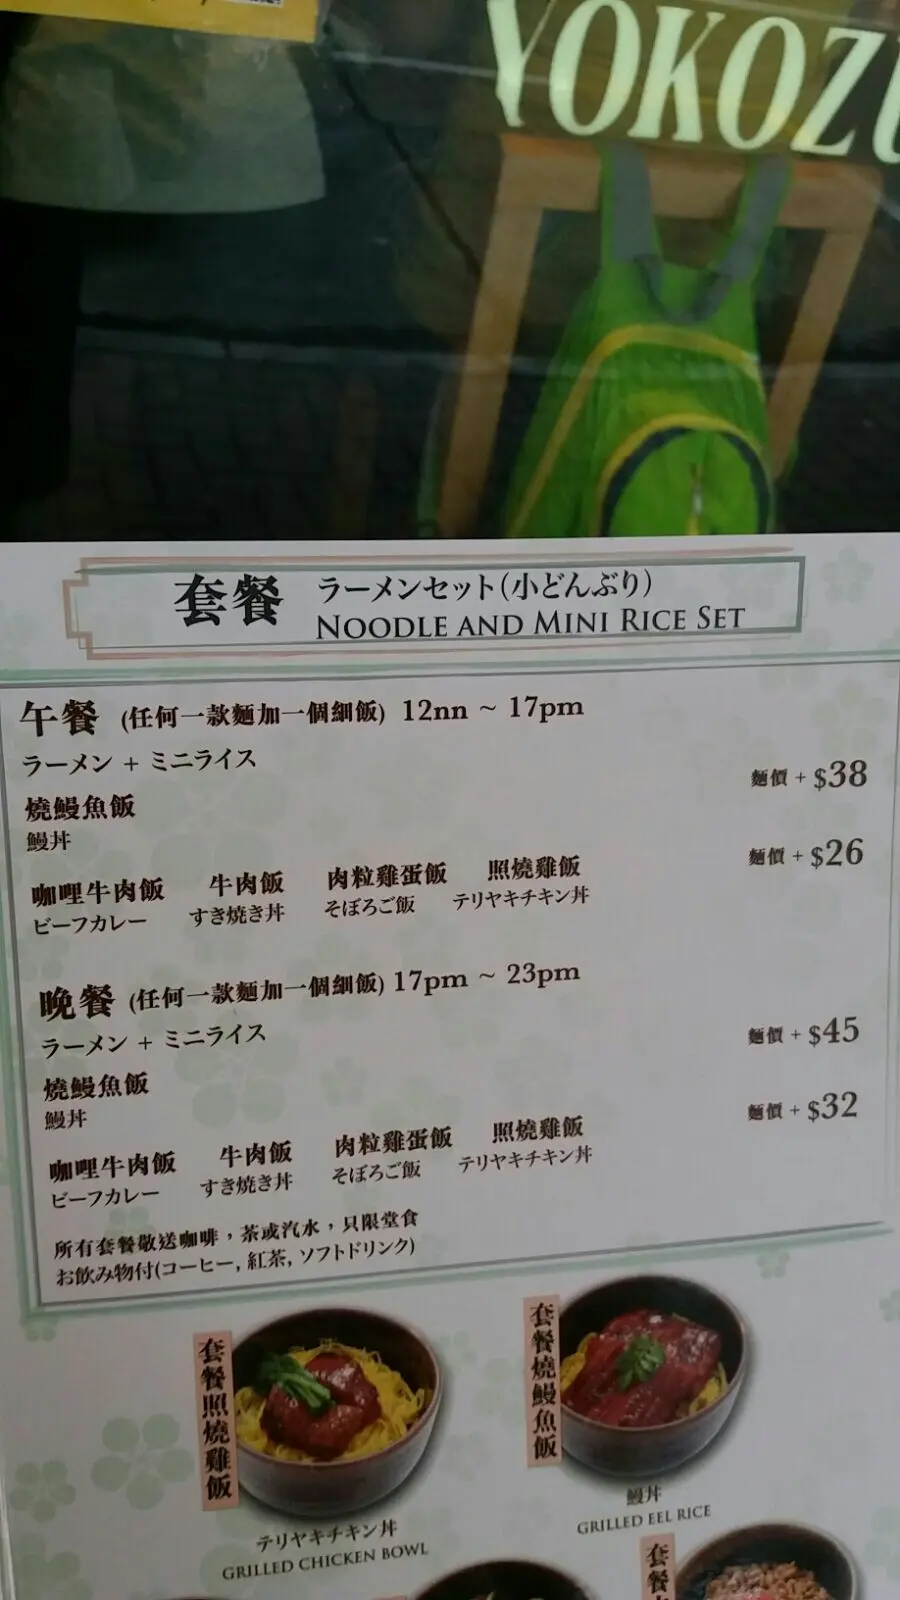 YOKOZU
套餐 ラーメンセット(小どんぶり)
NOODLE AND MINI RICE SET
午餐 (任何一款麵加一個細飯) 12nn ~ 17pm
ラーメン + ミニライス
麵價 + $38
燒鰻魚飯
鰻丼
麵價 + $26
咖哩牛肉飯 牛肉飯 肉粒雞蛋飯 照燒雞飯
ビーフカレー すき焼き丼 そぼろご飯 テリヤキチキン丼
晚餐 (任何一款麵加一個細飯) 17pm ~ 23pm
ラーメン + ミニライス
麵價 + $45
燒鰻魚飯
鰻丼
麵價 + $32
咖哩牛肉飯 牛肉飯 肉粒雞蛋飯 照燒雞飯
ビーフカレー すき焼き丼 そぼろご飯 テリヤキチキン丼
所有套餐敬送咖啡，茶或汽水，只限堂食
お飲み物付(コーヒー, 紅茶, ソフトドリンク)
套餐照燒雞飯
テリヤキチキン丼
GRILLED CHICKEN BOWL
套餐燒鰻魚飯
鰻丼
GRILLED EEL RICE
套餐